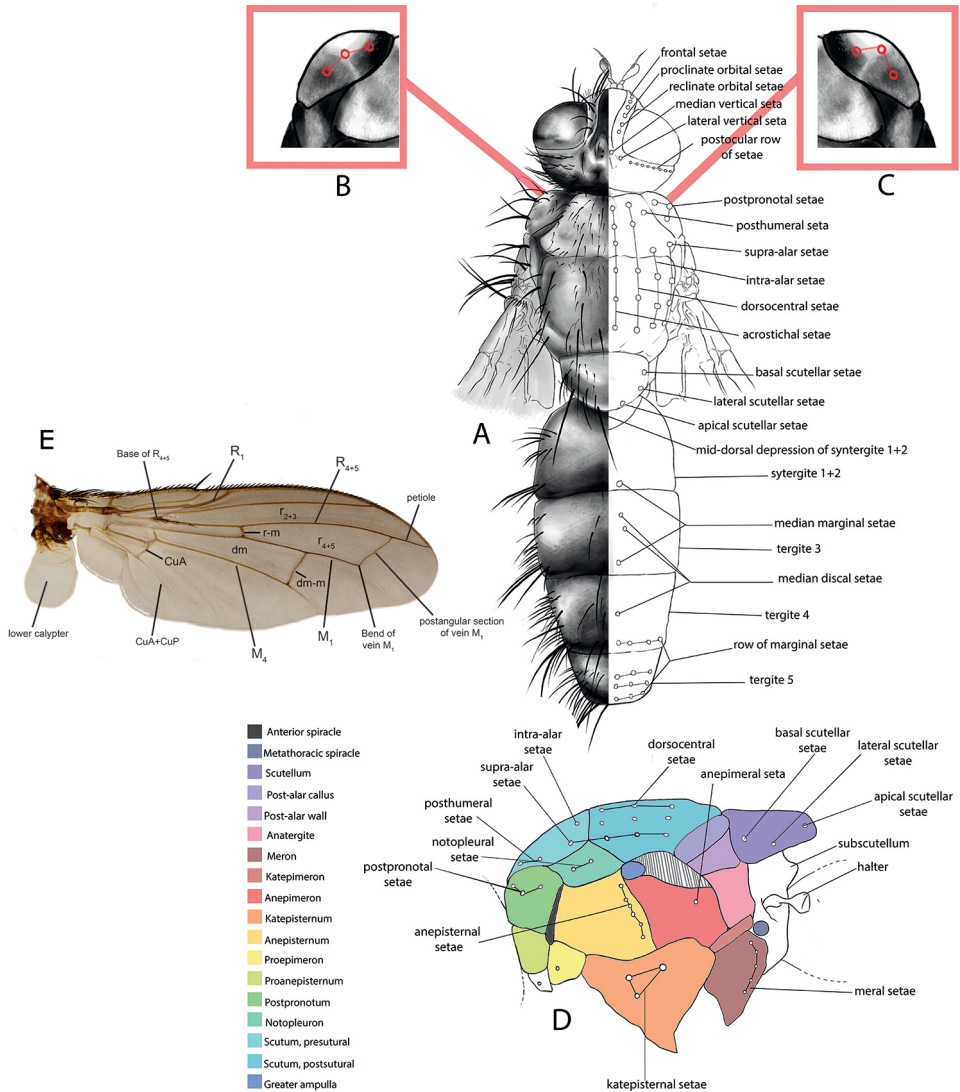 B
C
frontal setae
proclinate orbital setae
reclinate orbital setae
median vertical seta
lateral vertical seta
postocular row
of setae
postpronotal setae
posthumeral seta
supra-alar setae
intra-alar setae
dorsocentral setae
acrostichal setae
basal scutellar setae
lateral scutellar setae
apical scutellar setae
mid-dorsal depression of syntergite 1+2
sytergite 1+2
median marginal setae
tergite 3
median discal setae
tergite 4
row of marginal setae
tergite 5
A
E
Base of R4+5
R1
R4+5
petiole
r2+3
r-m
r4+5
dm
CuA
dm-m
lower calypter
CuA+CuP
M4
M1
Bend of
vein M1
postangular section
of vein M1
Anterior spiracle
Metathoracic spiracle
Scutellum
Post-alar callus
Post-alar wall
Anatergite
Meron
Katepimeron
Anepimeron
Katepisternum
Anepisternum
Proepimeron
Proanepisternum
Postpronotum
Notopleuron
Scutum, presutural
Scutum, postsutural
Greater ampulla
intra-alar
setae
supra-alar
setae
posthumeral
setae
notopleural
setae
postpronotal
setae
anepisternal
setae
dorsocentral
setae
anepimeral seta
basal scutellar
setae
lateral scutellar
setae
apical scutellar
setae
subscutellum
halter
meral setae
katepisternal setae
D